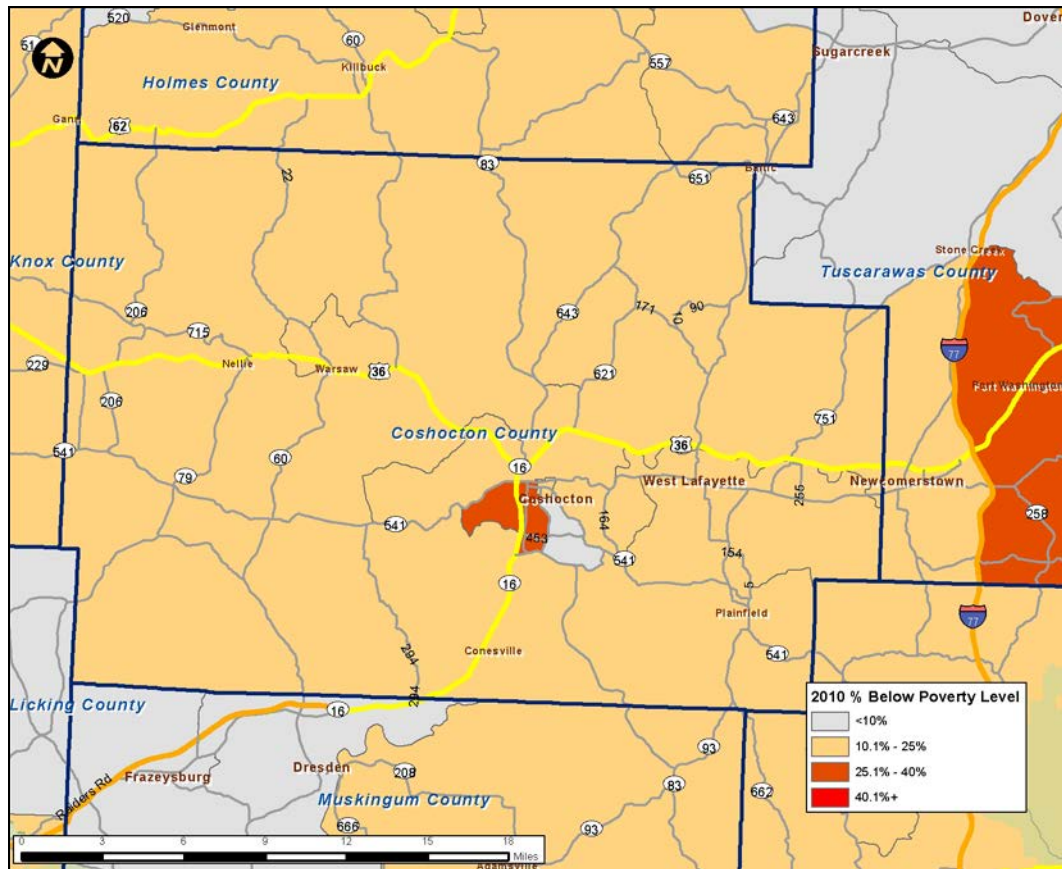 520
Glenmont
Dover
51
60
Sugarcreek
N
Killbuck
557
Holmes County
643
Gann
62
83
651
Baltic
22
Stone Creek
Knox County
Tuscarawas County
206
643
171
10
90
715
77
229
Nellie
Warsaw
36
621
Port Washington
206
751
Coshocton County
541
60
36
16
79
West Lafayette
255
Newcomerstown
Coshocton
258
541
164
453
541
154
16
5
Plainfield
77
294
Conesville
541
294
2010 % Below Poverty Level
Licking County
<10%
16
10.1% - 25%
93
25.1% - 40%
Dresden
208
Frazeysburg
83
662
40.1%+
Raiders Rd
Muskingum County
666
93
0 3 6 9 12 15 18
Miles
Adamsville